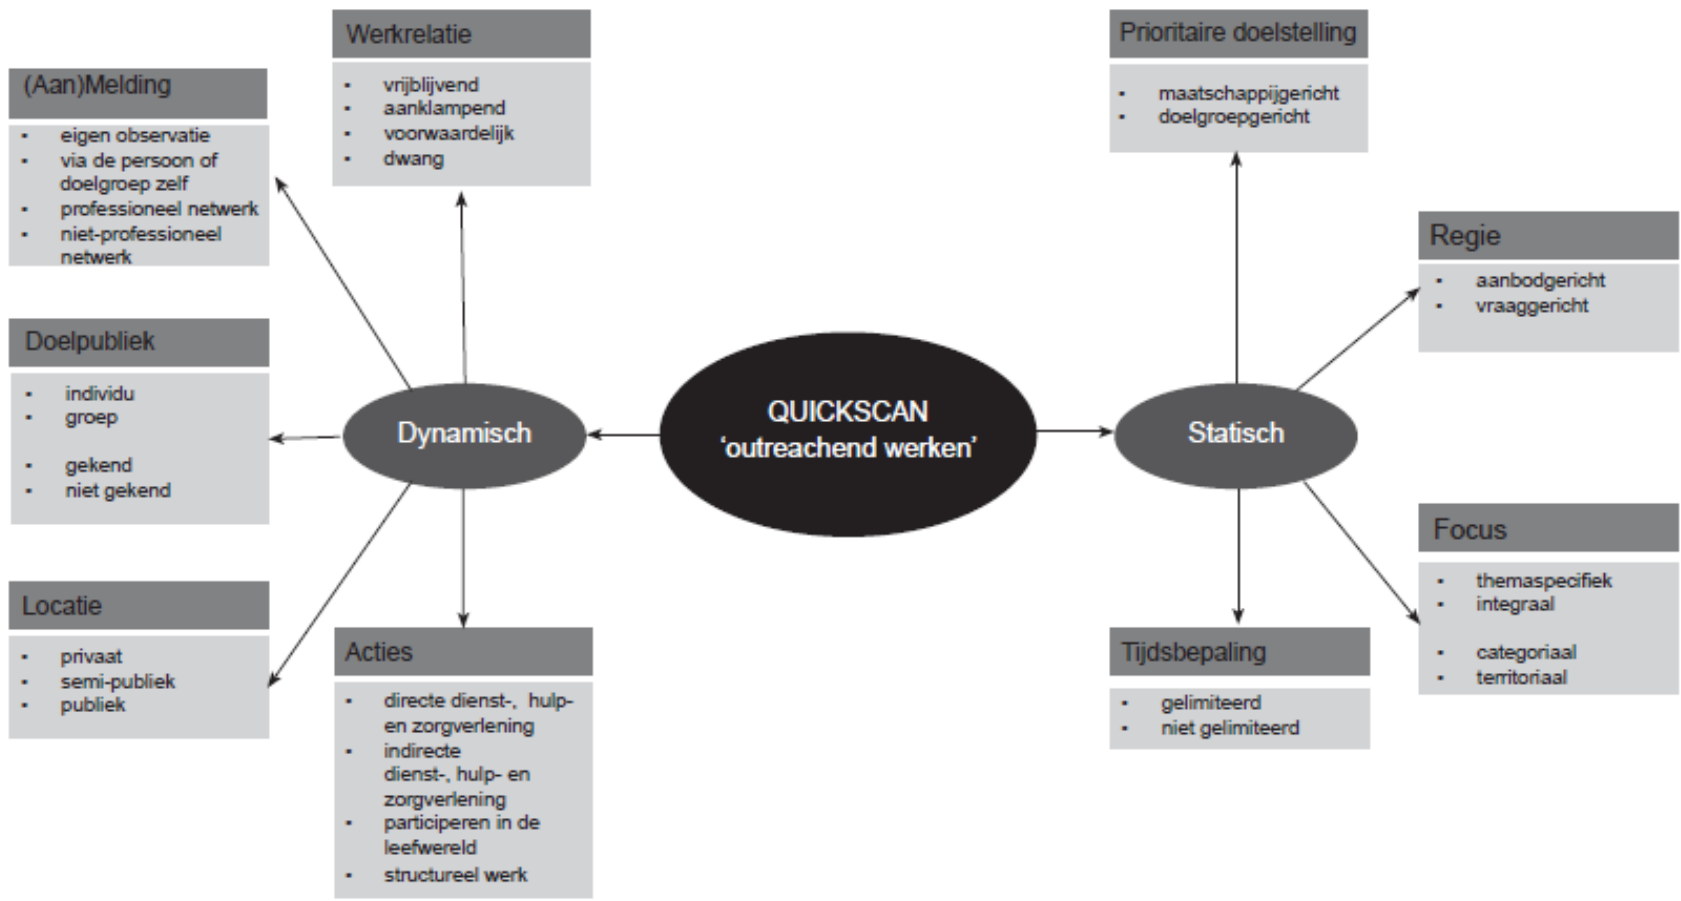 Werkrelatie
▪ vrijblijvend
▪ aanklampend
▪ voorwaardelijk
▪ dwang
(Aan)Melding
▪ eigen observatie
▪ via de persoon of
doelgroep zelf
▪ professioneel netwerk
▪ niet-professioneel
netwerk
Doelpubliek
▪ individu
▪ groep
▪ gekend
▪ niet gekend
Locatie
▪ privaat
▪ semi-publiek
▪ publiek
Acties
▪ directe dienst-, hulp-
en zorgverlening
▪ indirecte
dienst-, hulp- en
zorgverlening
▪ participeren in de
leefwereld
▪ structureel werk
Dynamisch
QUICKSCAN
‘outreachend werken’
Statisch
Prioritaire doelstelling
▪ maatschappijgericht
▪ doelgroepgericht
Regie
▪ aanbodgericht
▪ vraaggericht
Focus
▪ themaspecifiek
▪ integraal
▪ categoriaal
▪ territoriaal
Tijdsbepaling
▪ gelimiteerd
▪ niet gelimiteerd